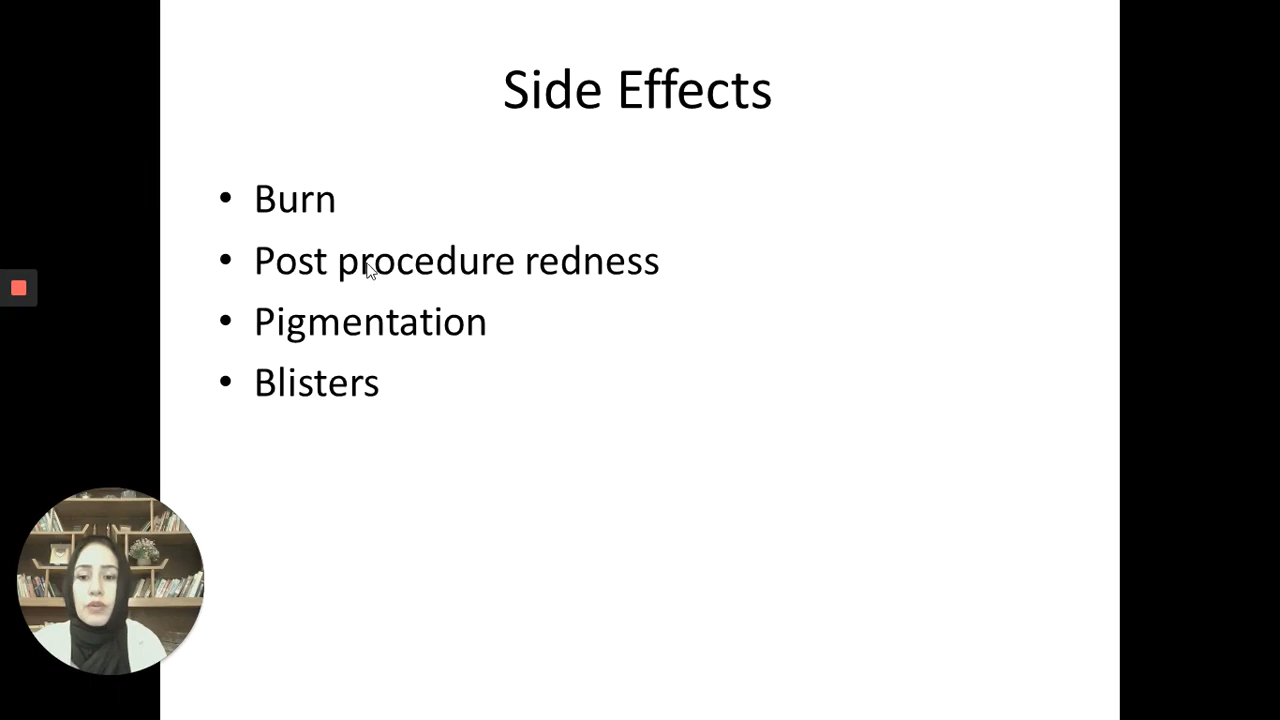 Side Effects
• Burn
• Post procedure redness
• Pigmentation
• Blisters